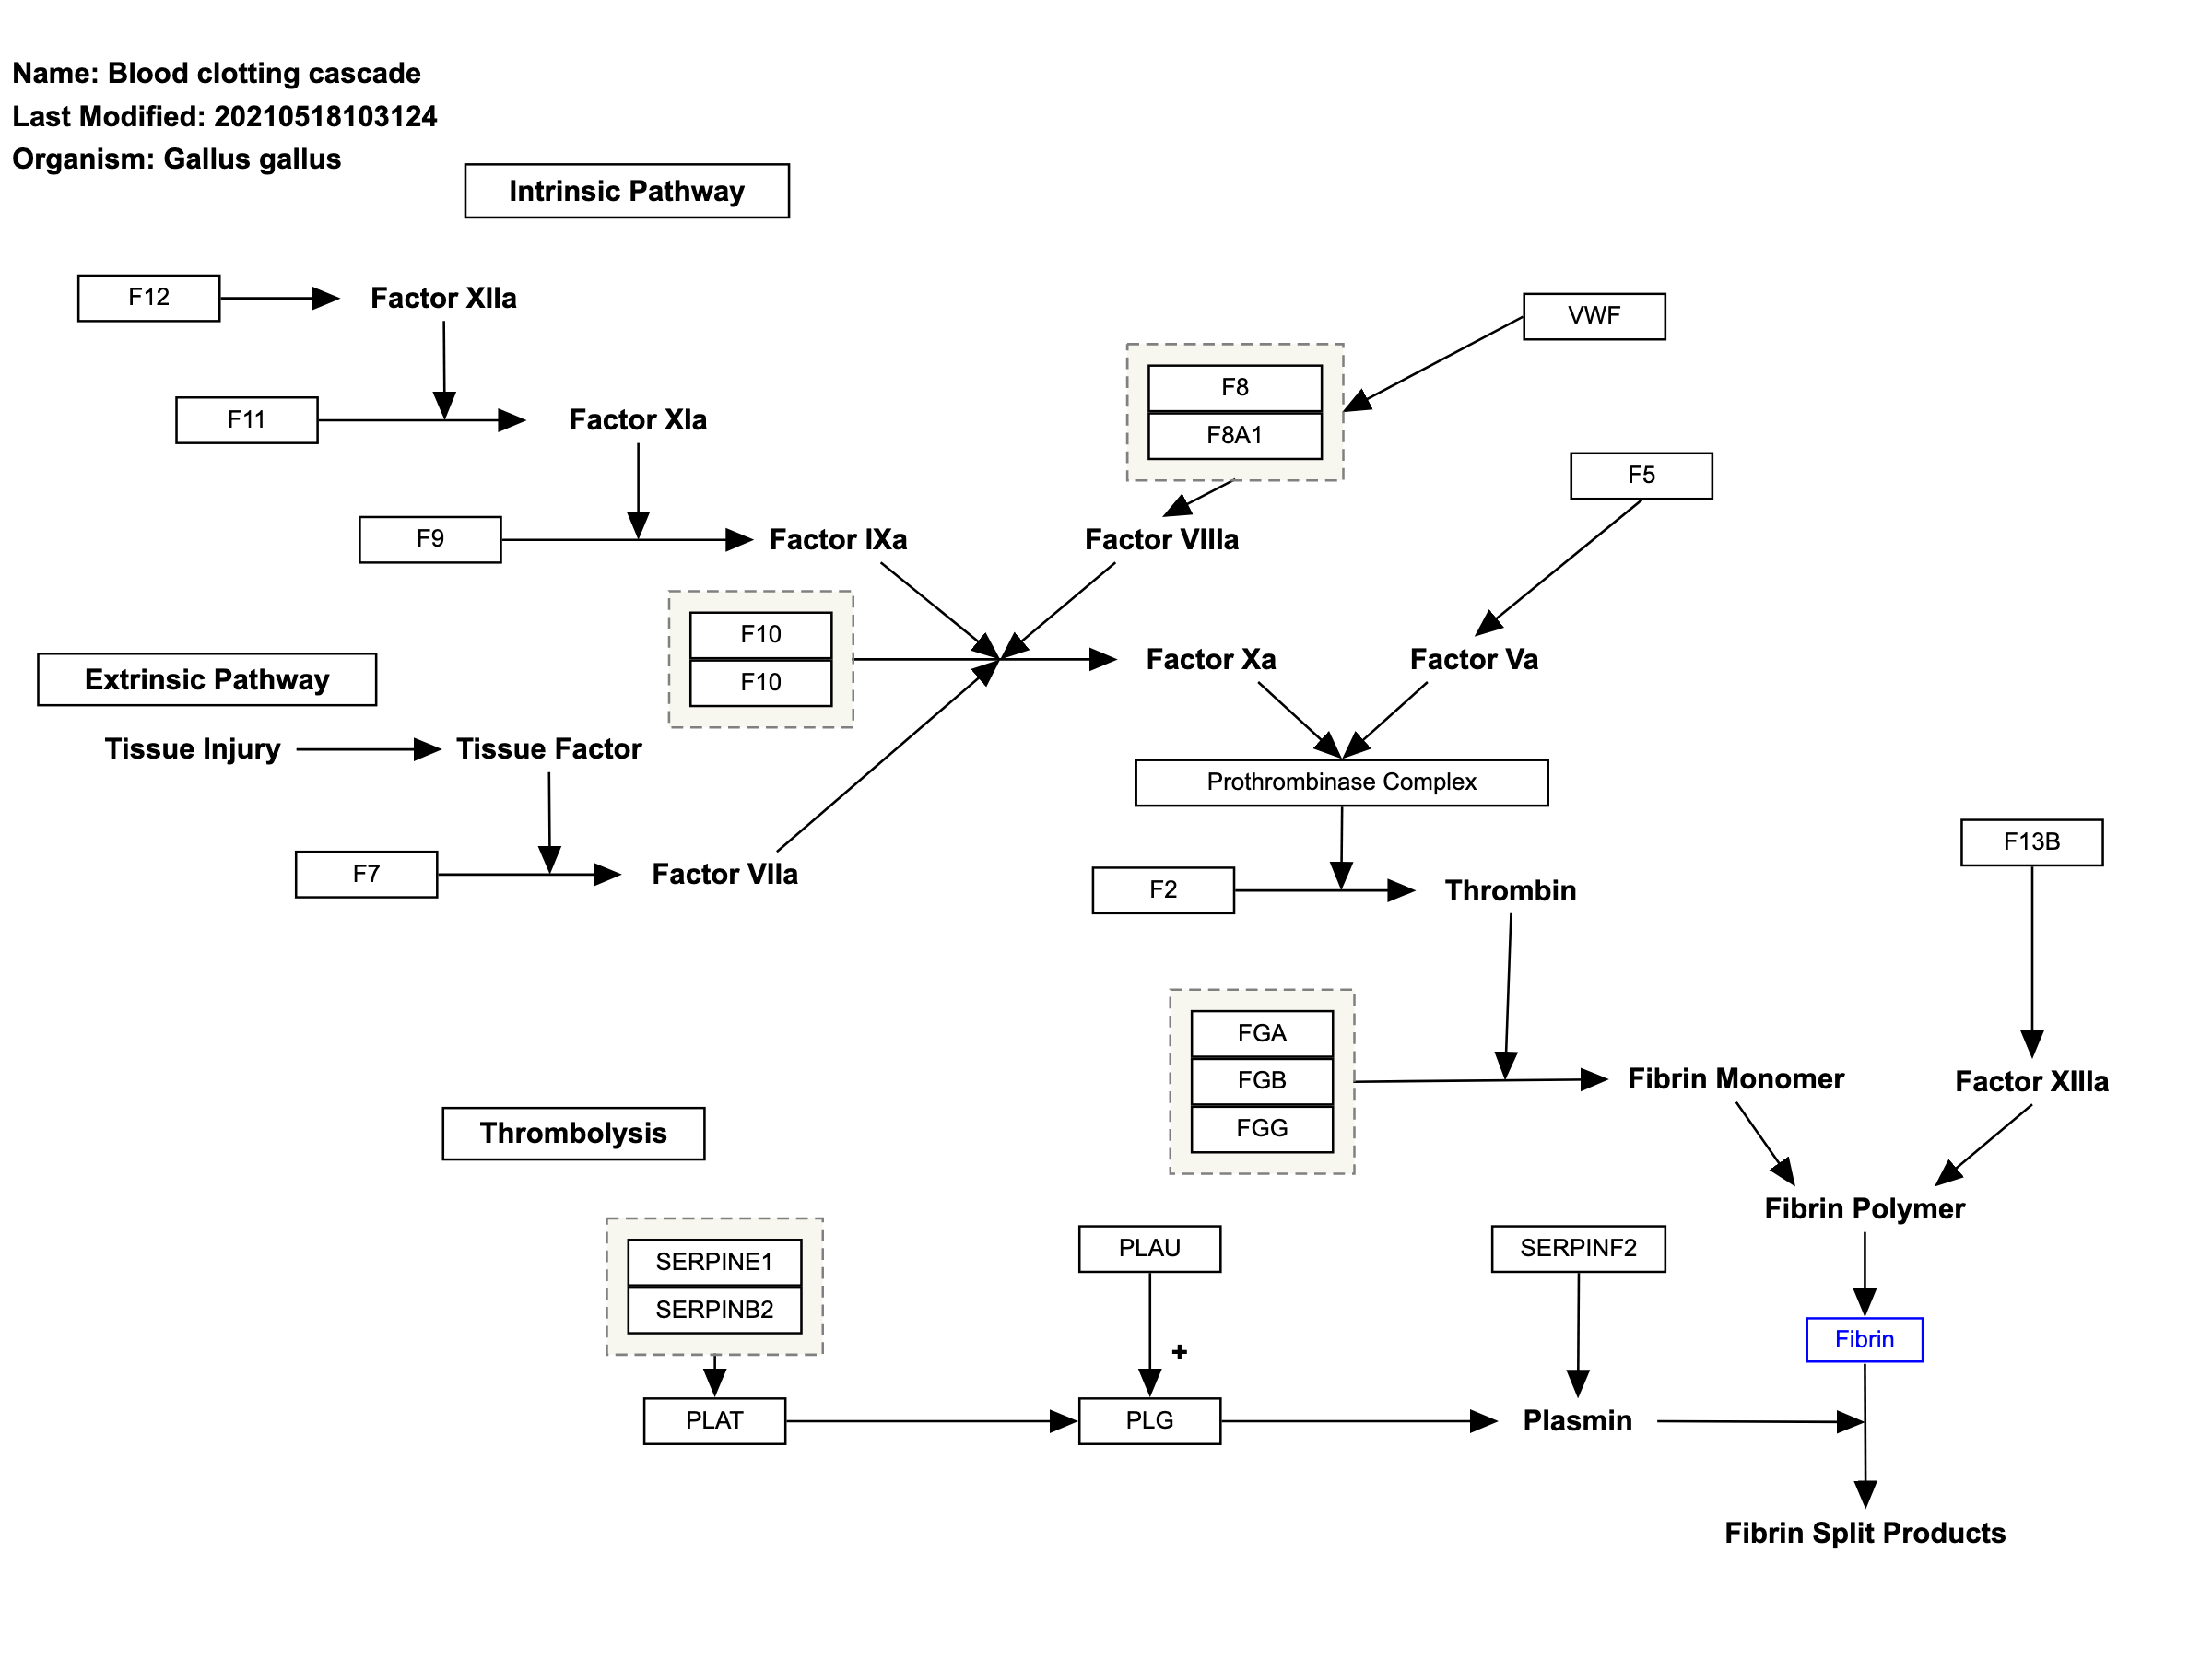 Name: Blood clotting cascade
Last Modified: 20210518103124
Organism: Gallus gallus
Intrinsic Pathway
F12
Factor XIIa
VWF
F8
F8A1
F11
Factor XIa
F5
F9
Factor IXa
Factor VIIIa
F10
F10
Factor Xa
Factor Va
Extrinsic Pathway
Tissue Injury
Tissue Factor
Prothrombinase Complex
F7
Factor VIIa
F2
Thrombin
F13B
FGA
FGB
FGG
Fibrin Monomer
Factor XIIIa
Thrombolysis
Fibrin Polymer
SERPINE1
SERPINB2
PLAU
SERPINF2
+
Fibrin
PLAT
PLG
Plasmin
Fibrin Split Products